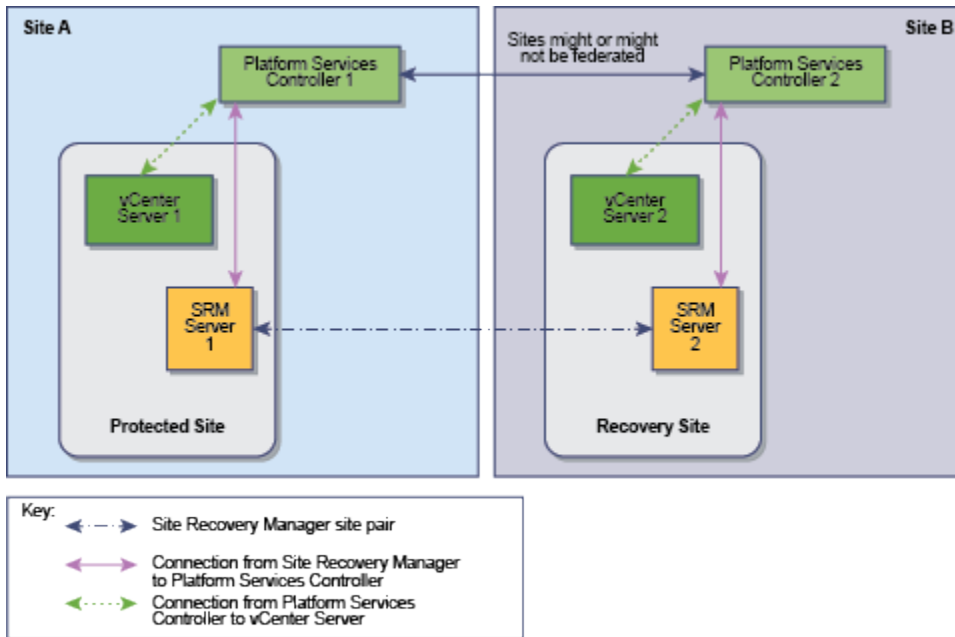 Site A
Site B
Platform Services
Controller 1
Sites might or might
not be federated
Platform Services
Controller 2
vCenter
Server 1
vCenter
Server 2
SRM
Server
1
SRM
Server
2
Protected Site
Recovery Site
Key:
Site Recovery Manager site pair
Connection from Site Recovery Manager
to Platform Services Controller
Connection from Platform Services
Controller to vCenter Server